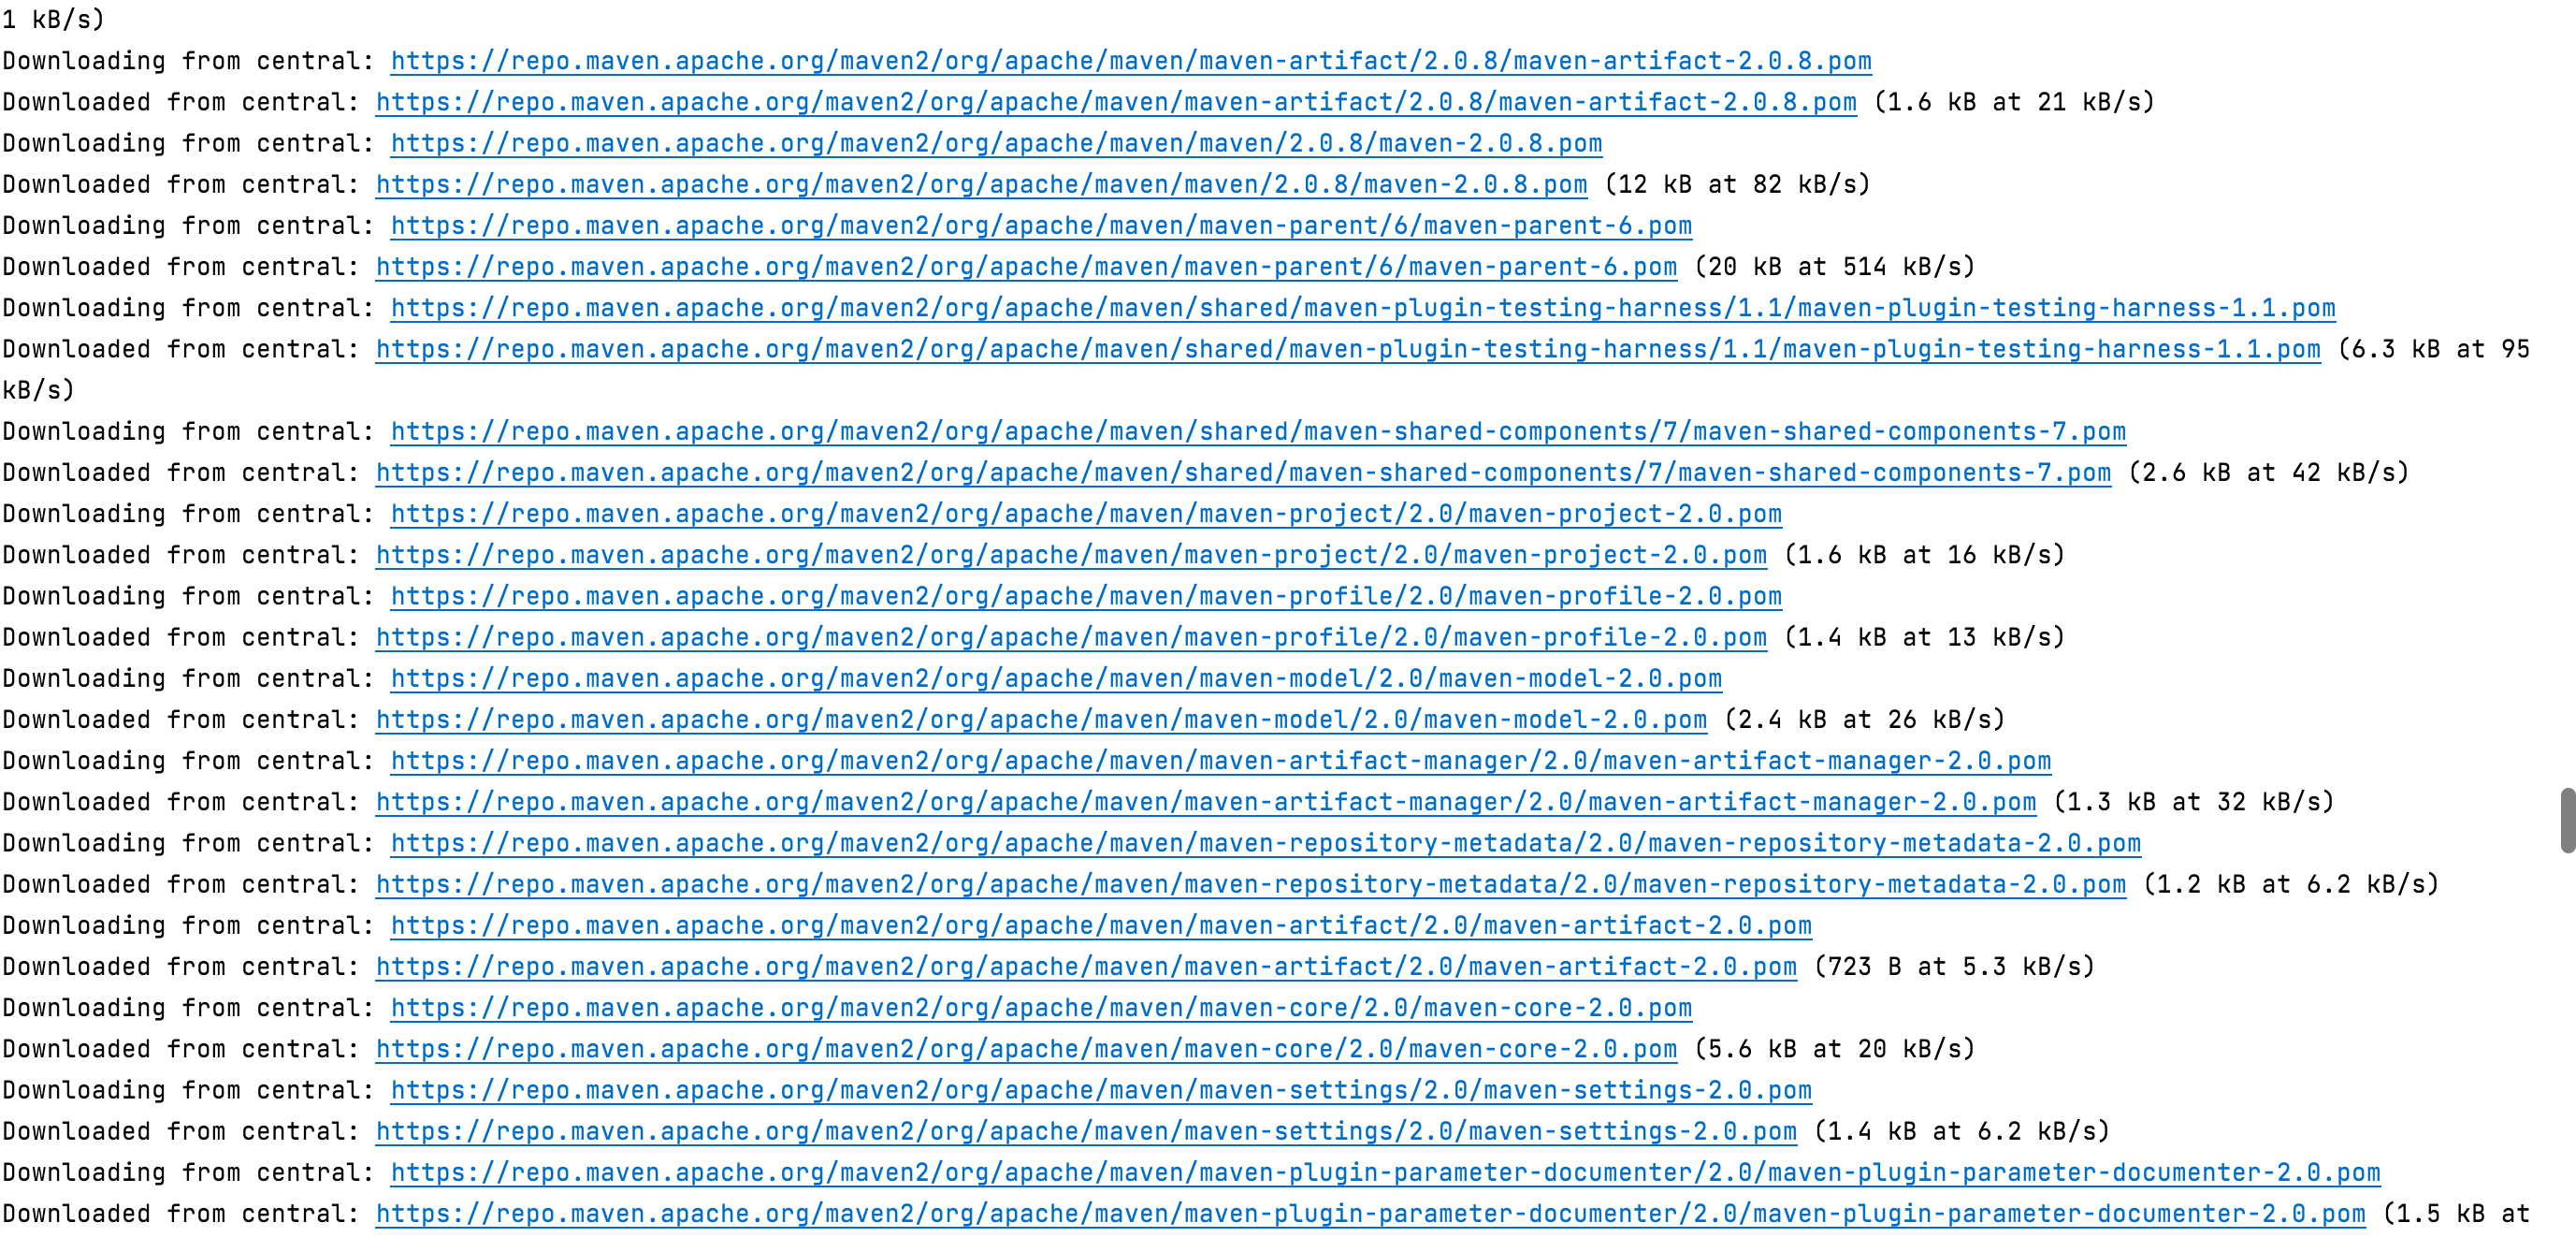 1 kB/s)
Downloading from central: https://repo.maven.apache.org/maven2/org/apache/maven/maven-artifact/2.0.8/maven-artifact-2.0.8.pom
Downloaded from central: https://repo.maven.apache.org/maven2/org/apache/maven/maven-artifact/2.0.8/maven-artifact-2.0.8.pom (1.6 kB at 21 kB/s)
Downloading from central: https://repo.maven.apache.org/maven2/org/apache/maven/maven/2.0.8/maven-2.0.8.pom
Downloaded from central: https://repo.maven.apache.org/maven2/org/apache/maven/maven/2.0.8/maven-2.0.8.pom (12 kB at 82 kB/s)
Downloading from central: https://repo.maven.apache.org/maven2/org/apache/maven/maven-parent/6/maven-parent-6.pom
Downloaded from central: https://repo.maven.apache.org/maven2/org/apache/maven/maven-parent/6/maven-parent-6.pom (20 kB at 514 kB/s)
Downloading from central: https://repo.maven.apache.org/maven2/org/apache/maven/shared/maven-plugin-testing-harness/1.1/maven-plugin-testing-harness-1.1.pom
Downloaded from central: https://repo.maven.apache.org/maven2/org/apache/maven/shared/maven-plugin-testing-harness/1.1/maven-plugin-testing-harness-1.1.pom (6.3 kB at 95
kB/s)
Downloading from central: https://repo.maven.apache.org/maven2/org/apache/maven/shared/maven-shared-components/7/maven-shared-components-7.pom
Downloaded from central: https://repo.maven.apache.org/maven2/org/apache/maven/shared/maven-shared-components/7/maven-shared-components-7.pom (2.6 kB at 42 kB/s)
Downloading from central: https://repo.maven.apache.org/maven2/org/apache/maven/maven-project/2.0/maven-project-2.0.pom
Downloaded from central: https://repo.maven.apache.org/maven2/org/apache/maven/maven-project/2.0/maven-project-2.0.pom (1.6 kB at 16 kB/s)
Downloading from central: https://repo.maven.apache.org/maven2/org/apache/maven/maven-profile/2.0/maven-profile-2.0.pom
Downloaded from central: https://repo.maven.apache.org/maven2/org/apache/maven/maven-profile/2.0/maven-profile-2.0.pom (1.4 kB at 13 kB/s)
Downloading from central: https://repo.maven.apache.org/maven2/org/apache/maven/maven-model/2.0/maven-model-2.0.pom
Downloaded from central: https://repo.maven.apache.org/maven2/org/apache/maven/maven-model/2.0/maven-model-2.0.pom (2.4 kB at 26 kB/s)
Downloading from central: https://repo.maven.apache.org/maven2/org/apache/maven/maven-artifact-manager/2.0/maven-artifact-manager-2.0.pom
Downloaded from central: https://repo.maven.apache.org/maven2/org/apache/maven/maven-artifact-manager/2.0/maven-artifact-manager-2.0.pom (1.3 kB at 32 kB/s)
Downloading from central: https://repo.maven.apache.org/maven2/org/apache/maven/maven-repository-metadata/2.0/maven-repository-metadata-2.0.pom
Downloaded from central: https://repo.maven.apache.org/maven2/org/apache/maven/maven-repository-metadata/2.0/maven-repository-metadata-2.0.pom (1.2 kB at 6.2 kB/s)
Downloading from central: https://repo.maven.apache.org/maven2/org/apache/maven/maven-artifact/2.0/maven-artifact-2.0.pom
Downloaded from central: https://repo.maven.apache.org/maven2/org/apache/maven/maven-artifact/2.0/maven-artifact-2.0.pom (723 B at 5.3 kB/s)
Downloading from central: https://repo.maven.apache.org/maven2/org/apache/maven/maven-core/2.0/maven-core-2.0.pom
Downloaded from central: https://repo.maven.apache.org/maven2/org/apache/maven/maven-core/2.0/maven-core-2.0.pom (5.6 kB at 20 kB/s)
Downloading from central: https://repo.maven.apache.org/maven2/org/apache/maven/maven-settings/2.0/maven-settings-2.0.pom
Downloaded from central: https://repo.maven.apache.org/maven2/org/apache/maven/maven-settings/2.0/maven-settings-2.0.pom (1.4 kB at 6.2 kB/s)
Downloading from central: https://repo.maven.apache.org/maven2/org/apache/maven/maven-plugin-parameter-documenter/2.0/maven-plugin-parameter-documenter-2.0.pom
Downloaded from central: https://repo.maven.apache.org/maven2/org/apache/maven/maven-plugin-parameter-documenter/2.0/maven-plugin-parameter-documenter-2.0.pom (1.5 kB at